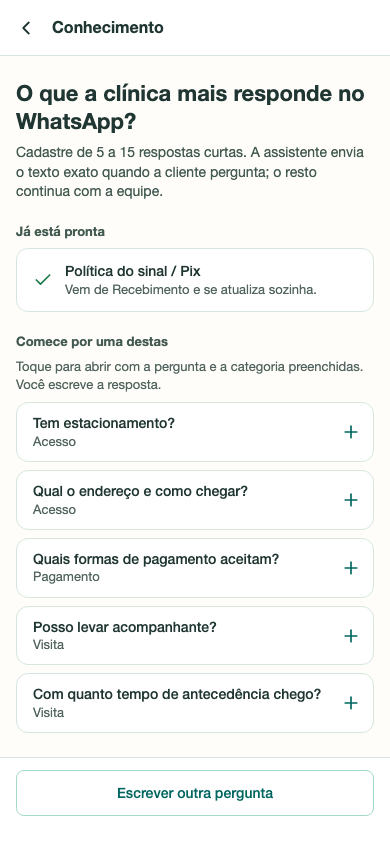 Conhecimento
O que a clínica mais responde no
WhatsApp?
Cadastre de 5 a 15 respostas curtas. A assistente envia
o texto exato quando a cliente pergunta; o resto
continua com a equipe.
Já está pronta
Política do sinal / Pix
Vem de Recebimento e se atualiza sozinha.
Comece por uma destas
Toque para abrir com a pergunta e a categoria preenchidas.
Você escreve a resposta.
Tem estacionamento?
Acesso
Qual o endereço e como chegar?
Acesso
Quais formas de pagamento aceitam?
Pagamento
Posso levar acompanhante?
Visita
Com quanto tempo de antecedência chego?
Visita
Escrever outra pergunta